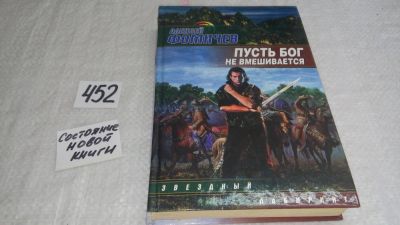 452
Состояние
новой
книги
Алексей
ФОМИЧЕВ
ПУСТЬ БОГ
НЕ ВМЕШИВАЕТСЯ
ЗВЕЗДНЫЙ
ЛАБИРИНТ